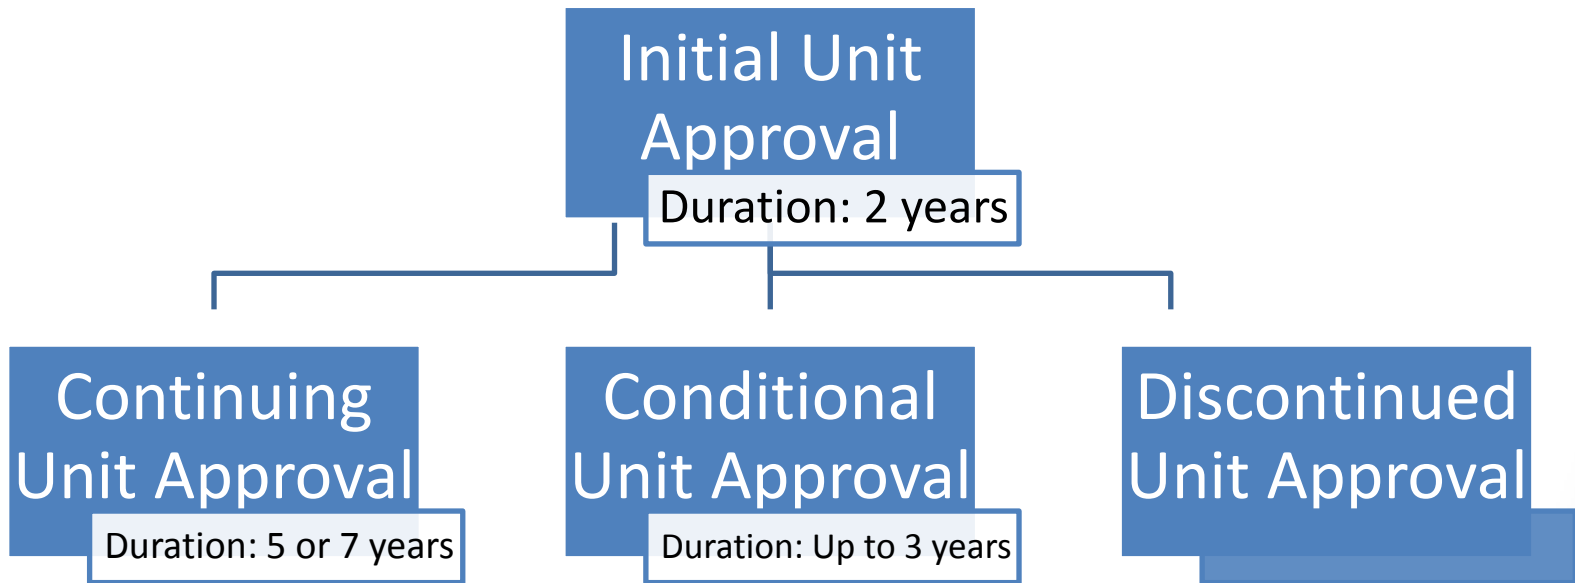 Initial Unit
Approval
Duration: 2 years
Continuing
Unit Approval
Duration: 5 or 7 years
Conditional
Unit Approval
Duration: Up to 3 years
Discontinued
Unit Approval